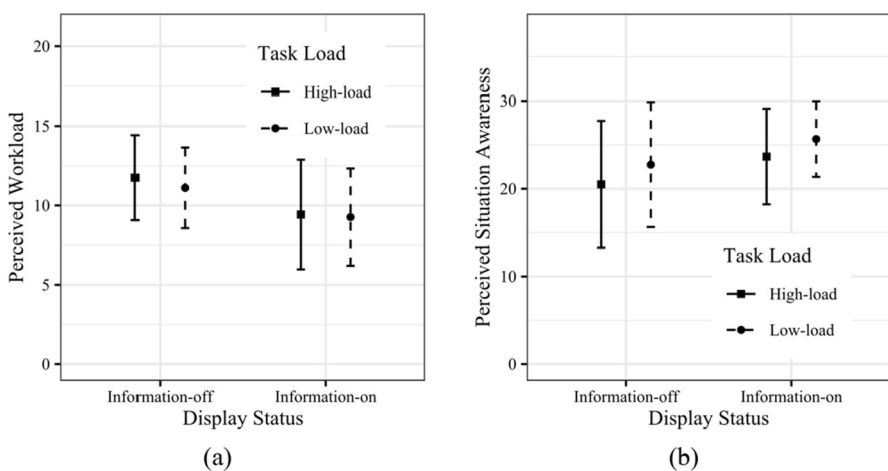 Perceived Workload
20
15
10
5
0
Task Load
High-load
Low-load
Information-off
Information-on
Display Status
(a)
Perceived Situation Awareness
30
20
10
0
Task Load
High-load
Low-load
Information-off
Information-on
Display Status
(b)